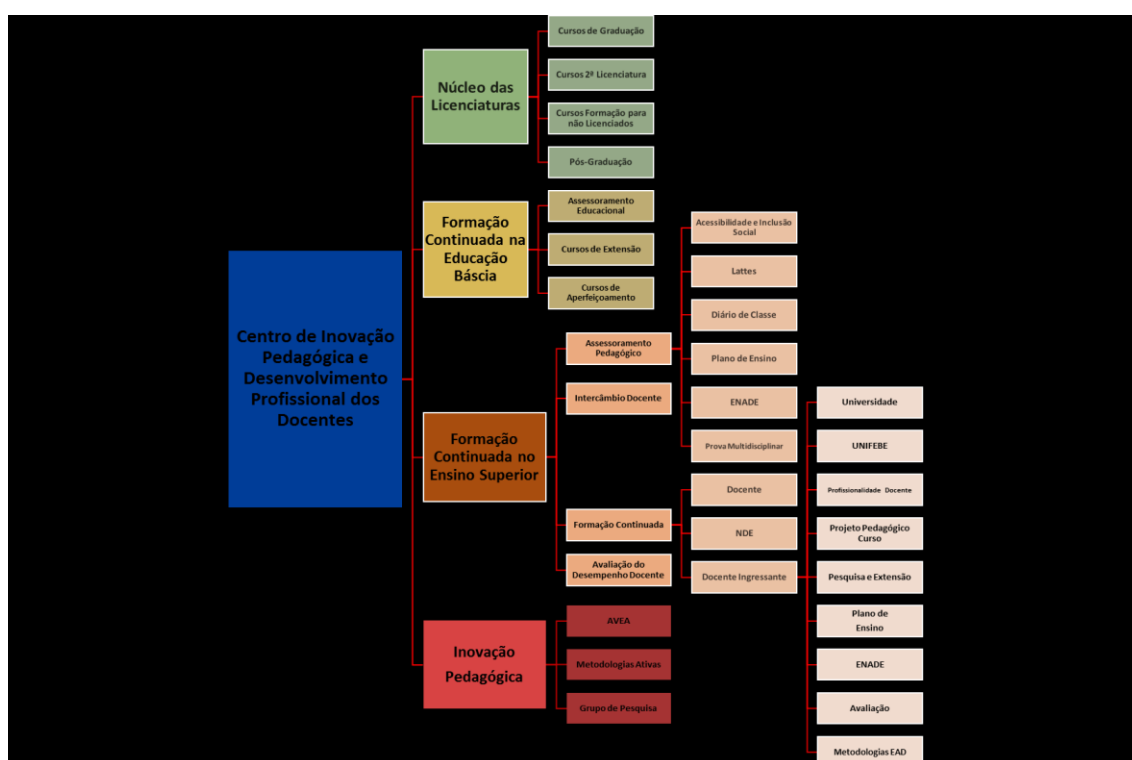 Centro de Inovação
Pedagógica e
Desenvolvimento
Profissional dos
Docentes
Núcleo das
Licenciaturas
Cursos de Graduação
Cursos 2ª Licenciatura
Cursos Formação para
não Licenciados
Pós-Graduação
Formação
Continuada na
Educação
Báscia
Assessoramento
Educacional
Cursos de Extensão
Cursos de
Aperfeiçoamento
Formação
Continuada no
Ensino Superior
Assessoramento
Pedagógico
Acessibilidade e Inclusão
Social
Lattes
Diário de Classe
Plano de Ensino
ENADE
Prova Multidisciplinar
Intercâmbio Docente
Formação Continuada
Docente
NDE
Docente Ingressante
Universidade
UNIFEBE
Profissionalidade Docente
Projeto Pedagógico
Curso
Pesquisa e Extensão
Plano de
Ensino
ENADE
Avaliação
Metodologias EAD
Avaliação do
Desempenho Docente
Inovação
Pedagógica
AVEA
Metodologias Ativas
Grupo de Pesquisa